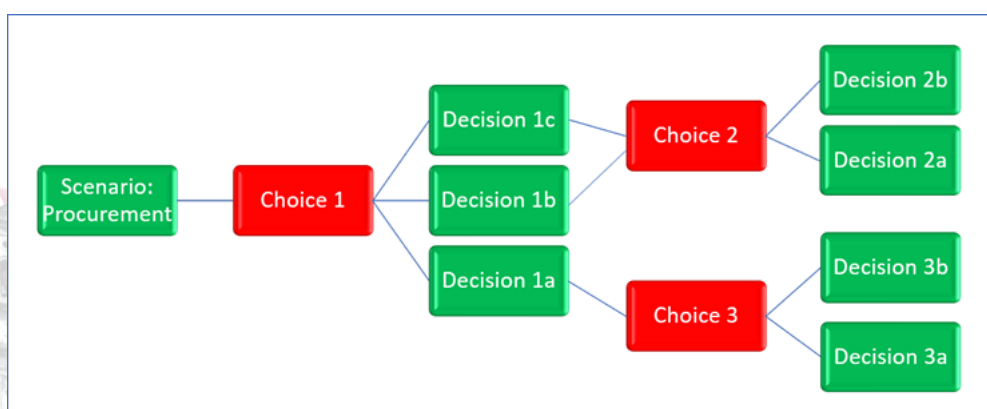 Scenario:
Procurement
Choice 1
Decision 1c
Decision 1b
Decision 1a
Choice 2
Choice 3
Decision 2b
Decision 2a
Decision 3b
Decision 3a